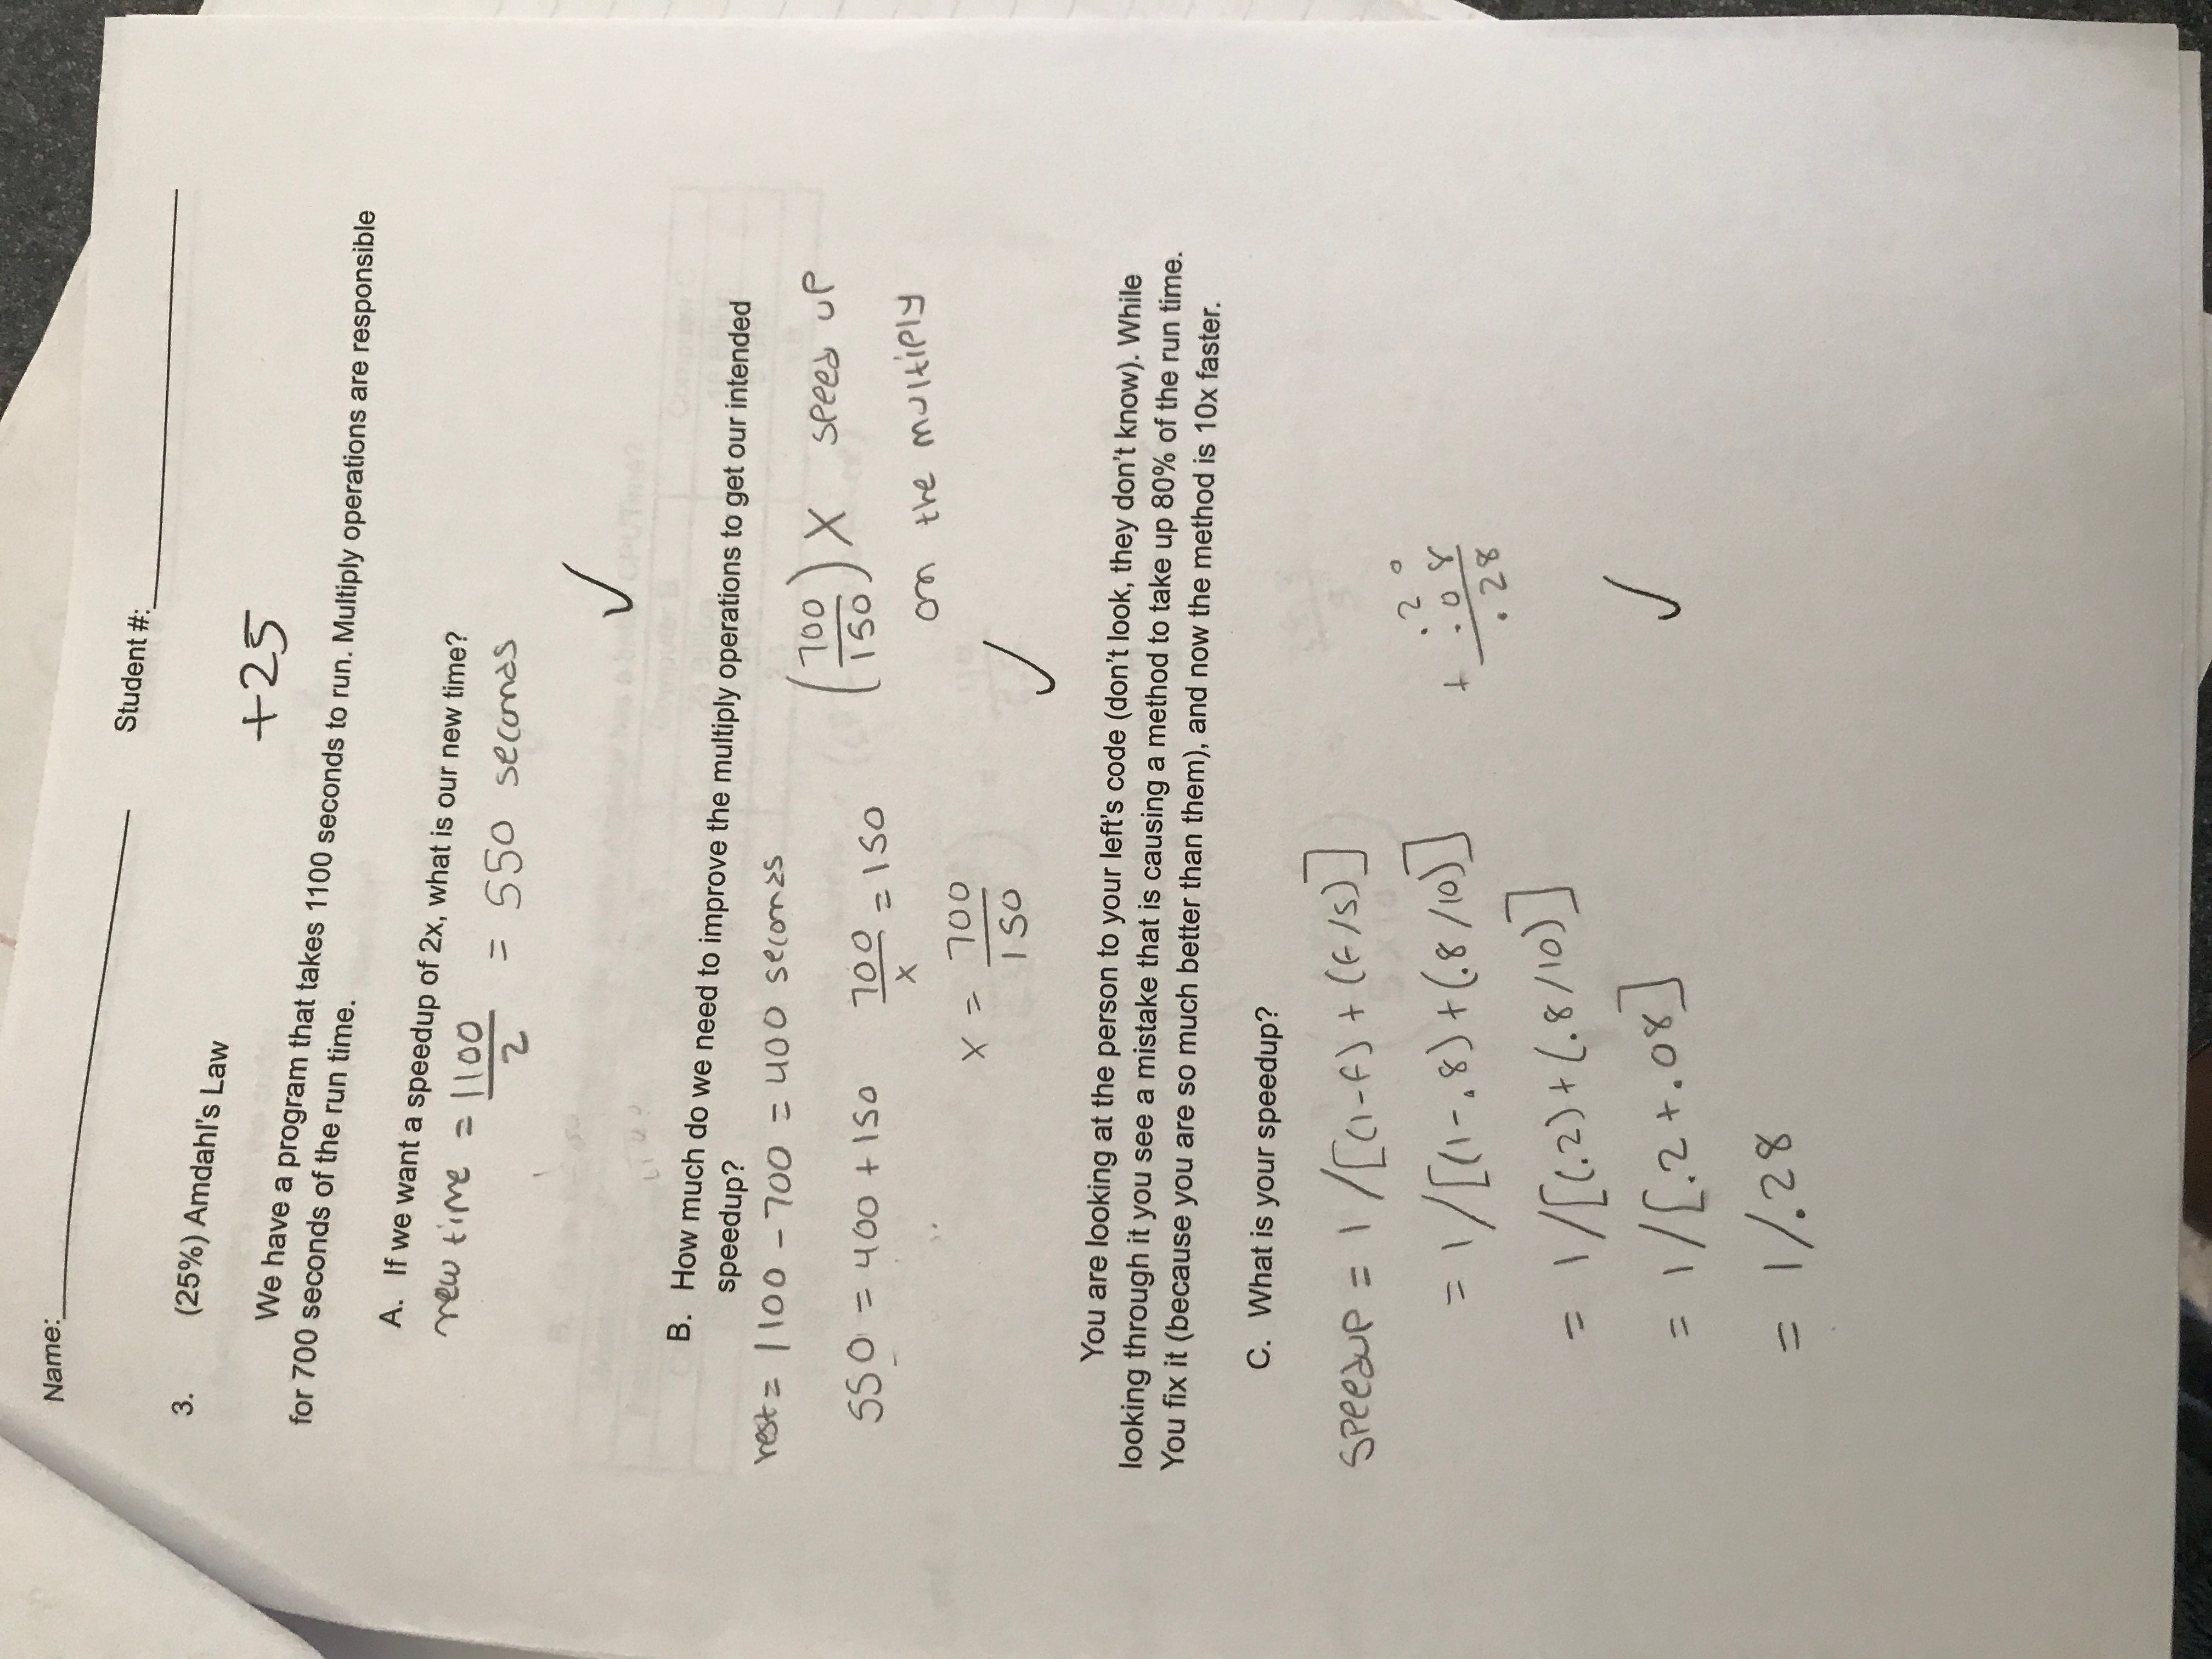 Name:
Student #:
3. (25%) Amdahl's Law
+25
We have a program that takes 1100 seconds to run. Multiply operations are responsible
for 700 seconds of the run time.
A. If we want a speedup of 2x, what is our new time?
new time = 1100/2 = 550 seconds
✓
B. How much do we need to improve the multiply operations to get our intended
speedup?
rest = 1100 - 700 = 400 seconds
550 = 400 + 150 700/x = 150 (700/150) X speed up
on the multiply
x = 700/150
✓
You are looking at the person to your left's code (don't look, they don't know). While
looking through it you see a mistake that is causing a method to take up 80% of the run time.
You fix it (because you are so much better than them), and now the method is 10x faster.
C. What is your speedup?
speedup = 1/[(1-f) + (f/s)]
= 1/[(1-.8)+(.8/10)]
.20
+ .08
.28
= 1/[(.2)+(.8/10)]
= 1/[.2+.08]
✓
= 1/.28